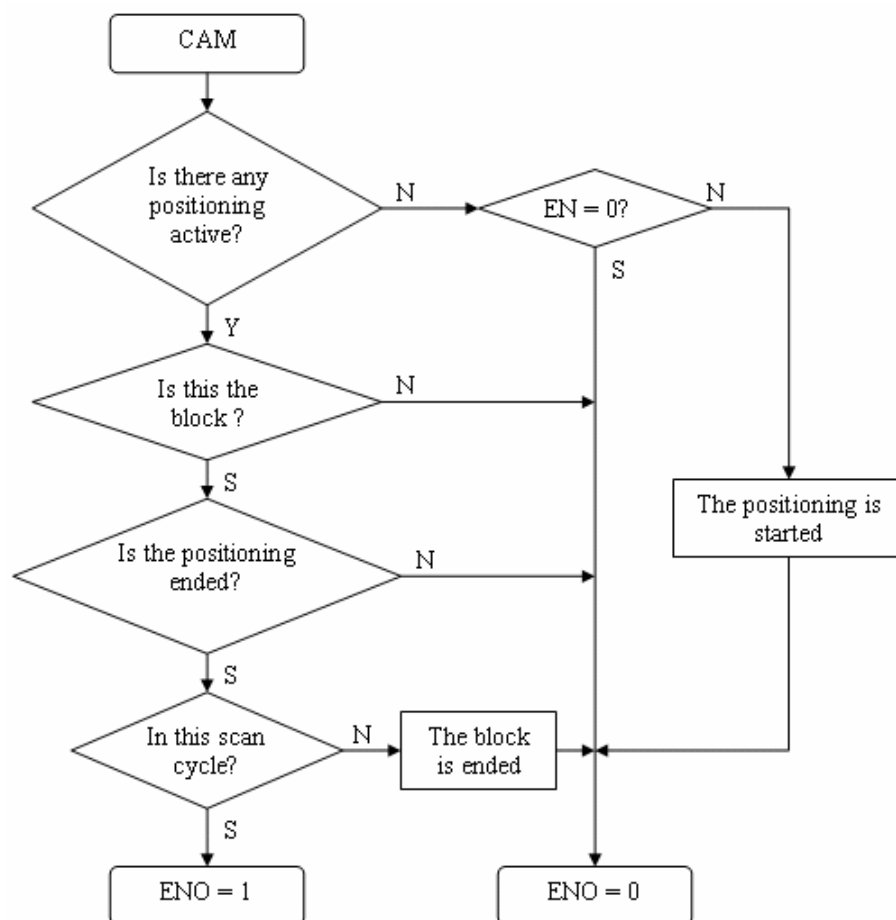 CAM
Is there any
positioning
active?
N
EN = 0?
N
S
Y
Is this the
block ?
N
S
The positioning is
started
Is the positioning
ended?
N
S
In this scan
cycle?
N
The block
is ended
S
ENO = 1
ENO = 0